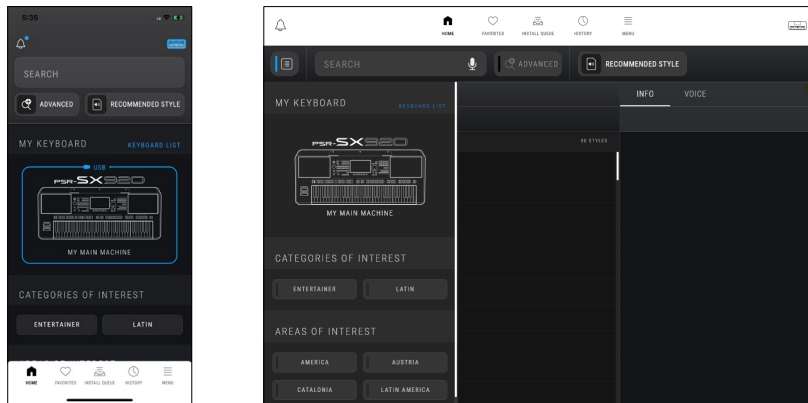 5:35
SEARCH
ADVANCED
RECOMMENDED STYLE
MY KEYBOARD
KEYBOARD LIST
USB
PSR-SX920
MY MAIN MACHINE
CATEGORIES OF INTEREST
ENTERTAINER
LATIN
HOME
FAVORITES
INSTALL QUEUE
HISTORY
MENU
HOME
FAVORITES
INSTALL QUEUE
HISTORY
MENU
SEARCH
ADVANCED
RECOMMENDED STYLE
MY KEYBOARD
KEYBOARD LIST
INFO
VOICE
PSR-SX920
MY MAIN MACHINE
CATEGORIES OF INTEREST
ENTERTAINER
LATIN
AREAS OF INTEREST
AMERICA
AUSTRIA
CATALONIA
LATIN AMERICA